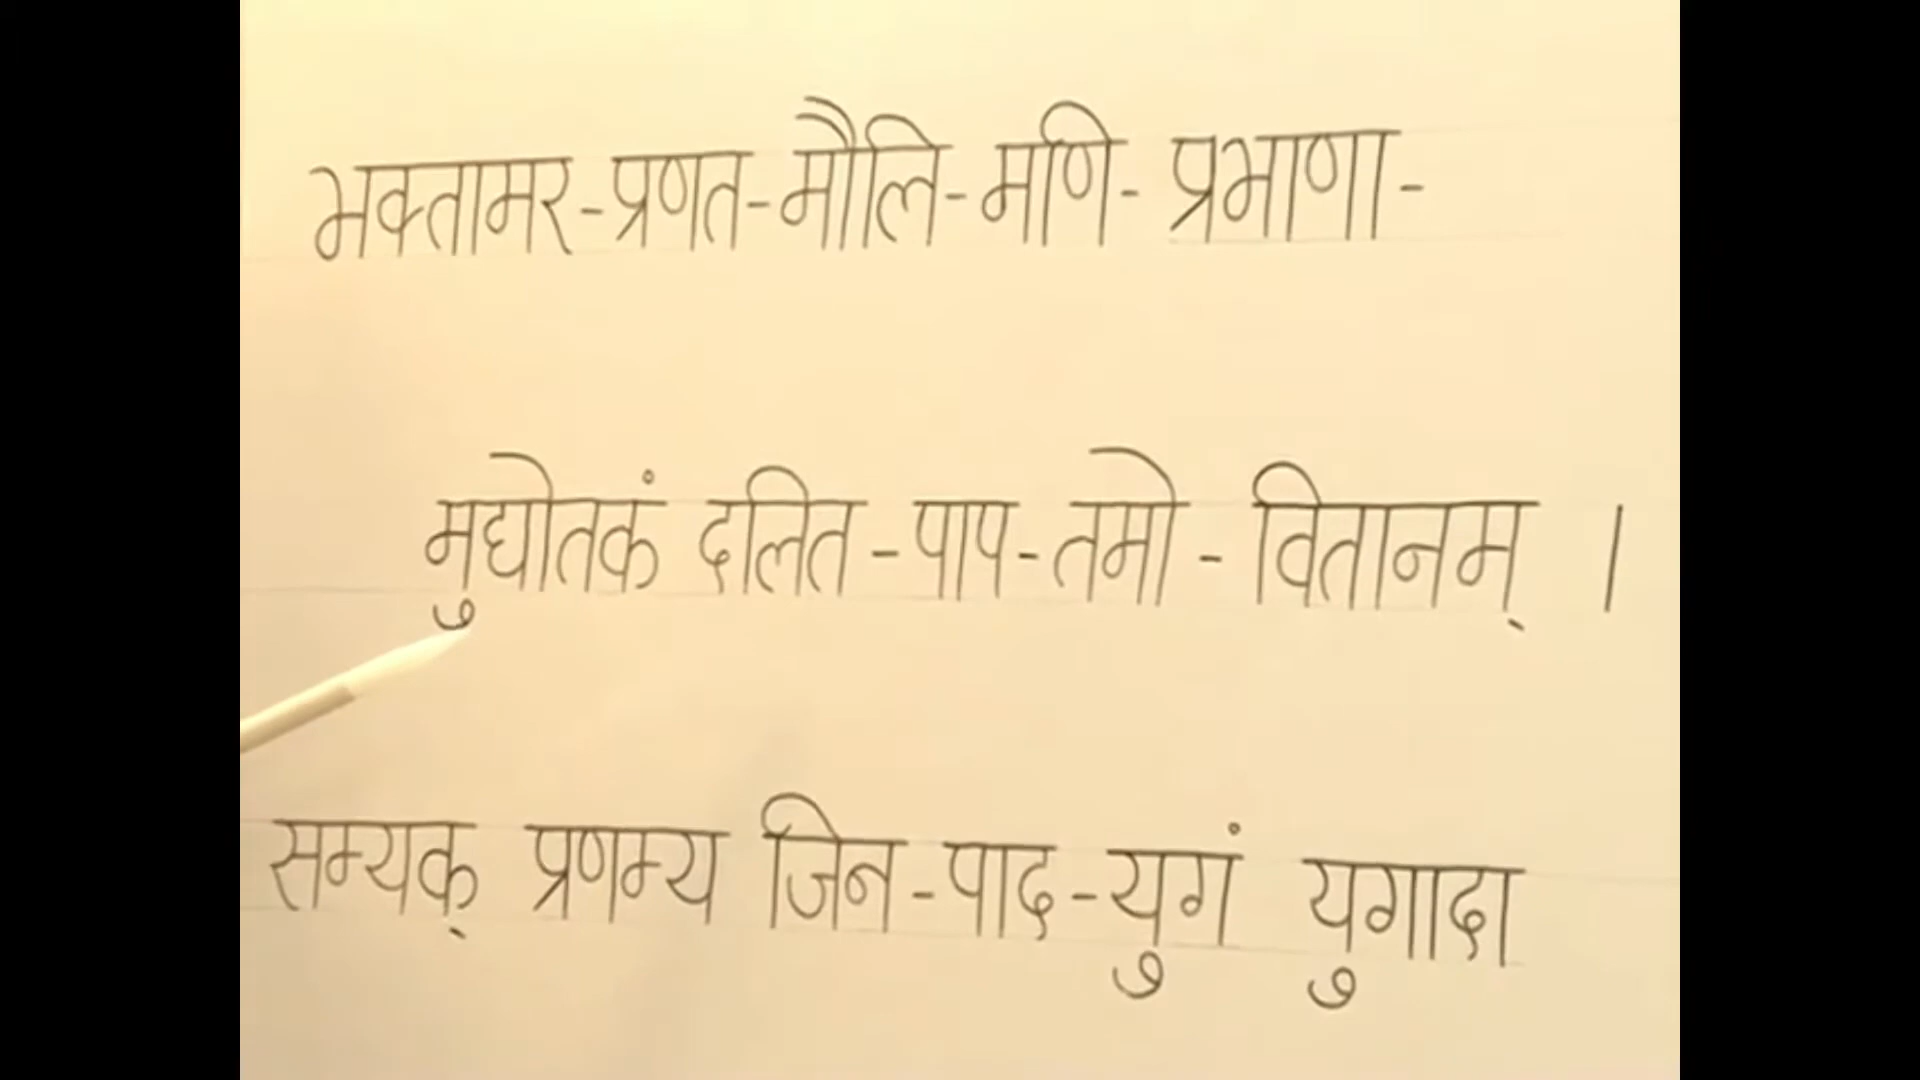 भक्तामर-प्रणत-मौलि-मणि-प्रभाणा-
मुद्योतकं दलित-पाप-तमो-वितानम् ।
सम्यक् प्रणम्य जिन-पाद-युगं युगादा